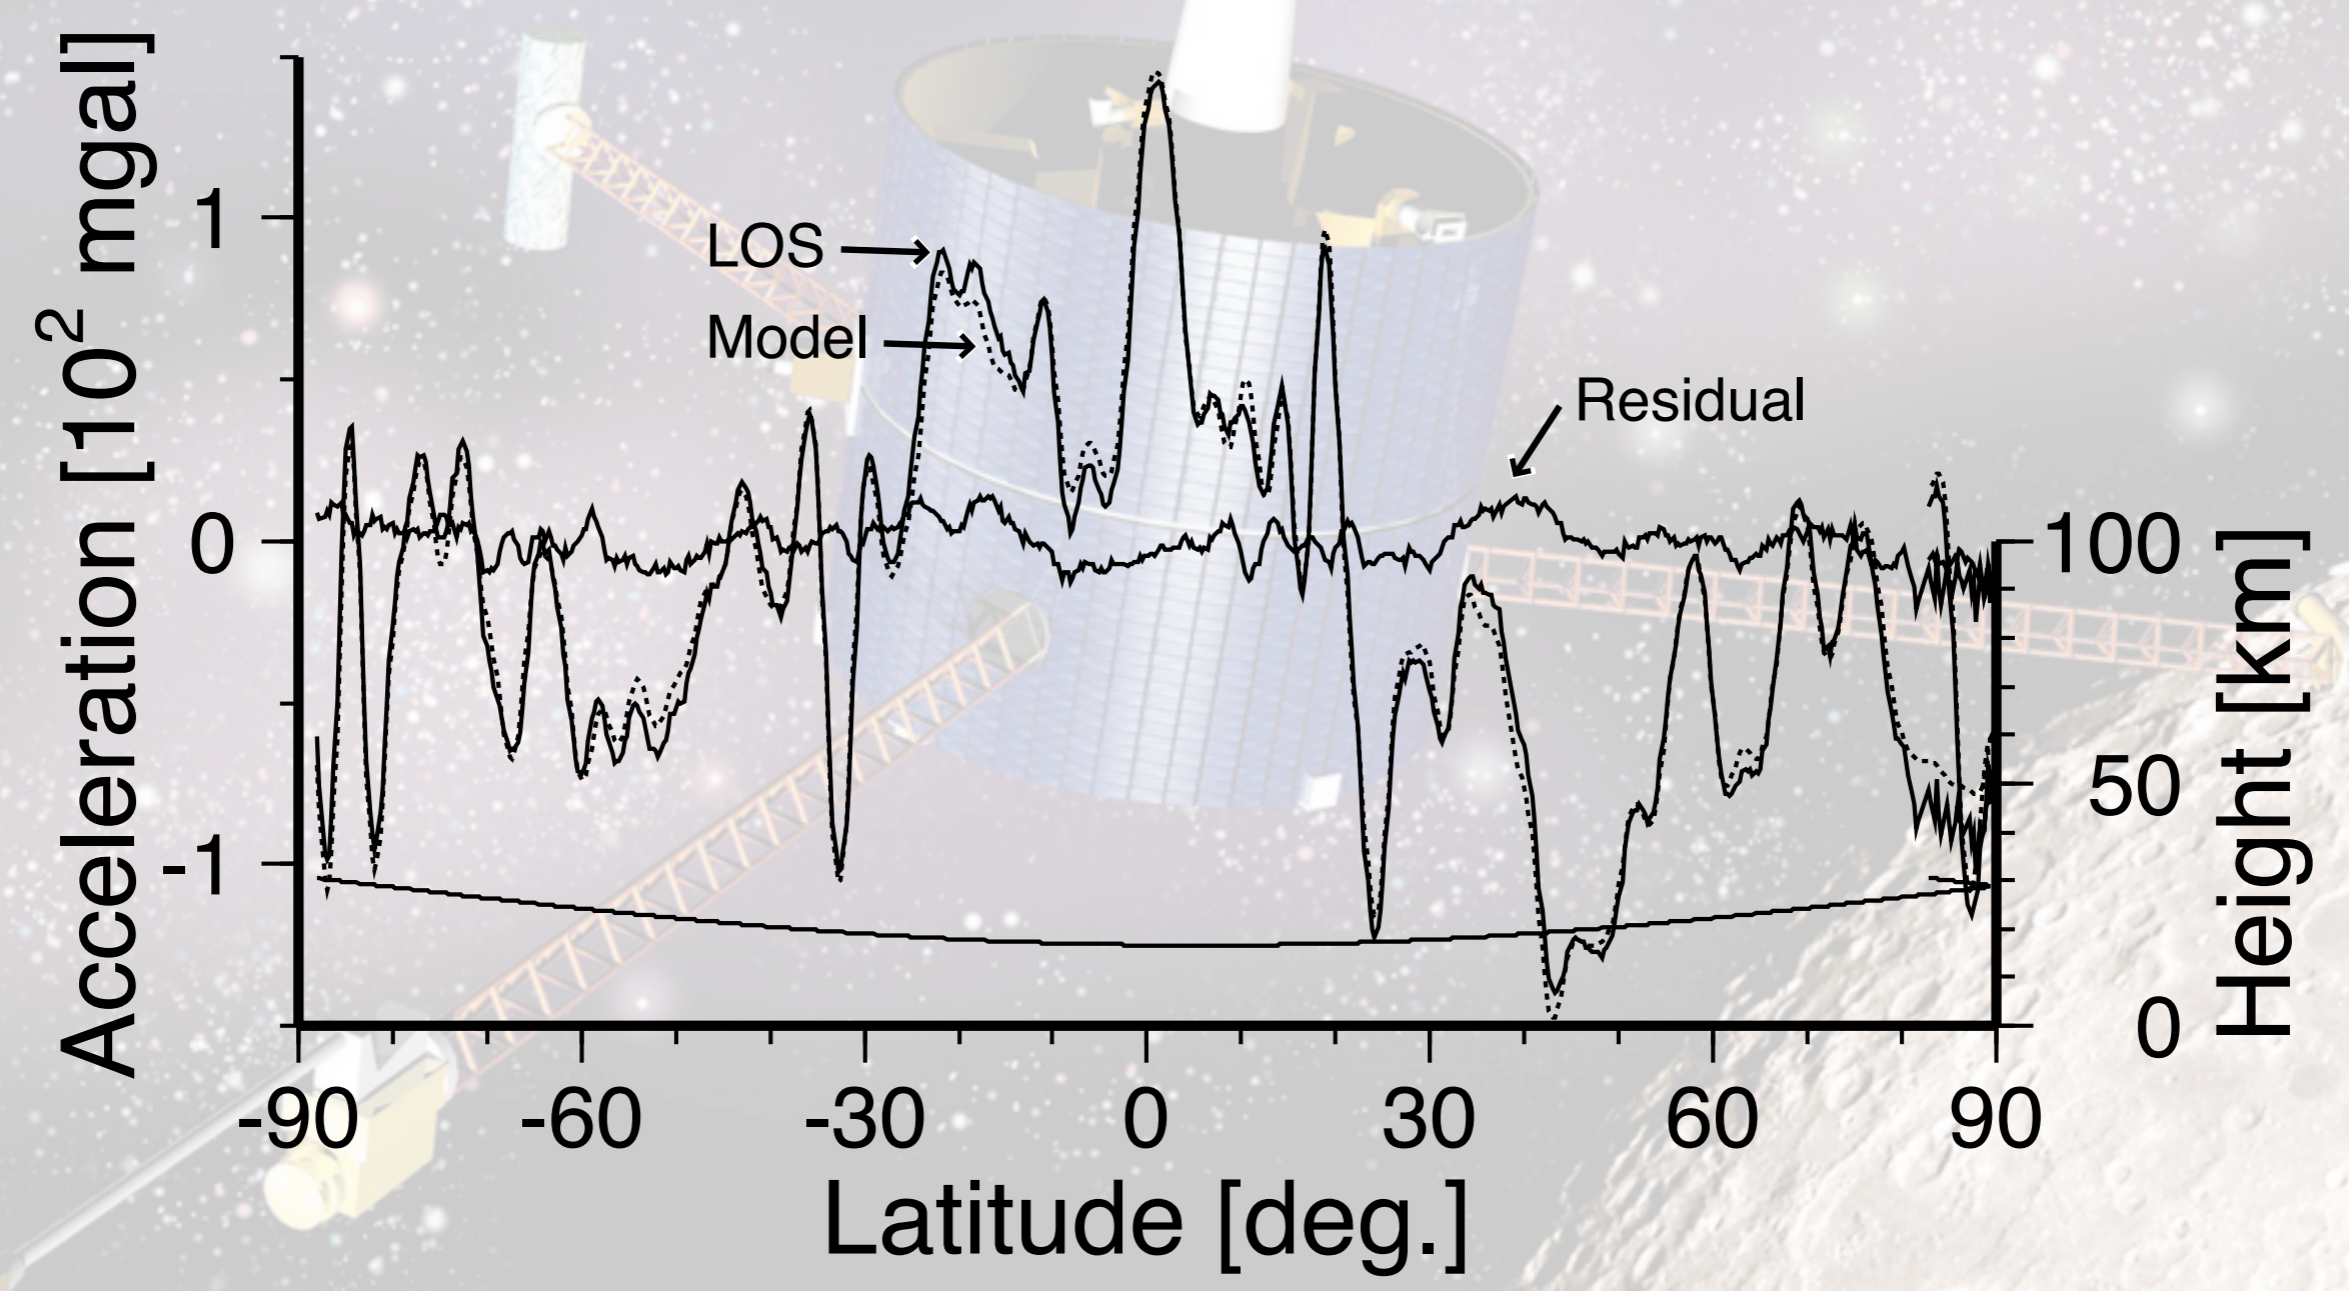 Acceleration [10² mgal]
1
0
-1
LOS
Model
Residual
100
50
0
Height [km]
-90 -60 -30 0 30 60 90
Latitude [deg.]